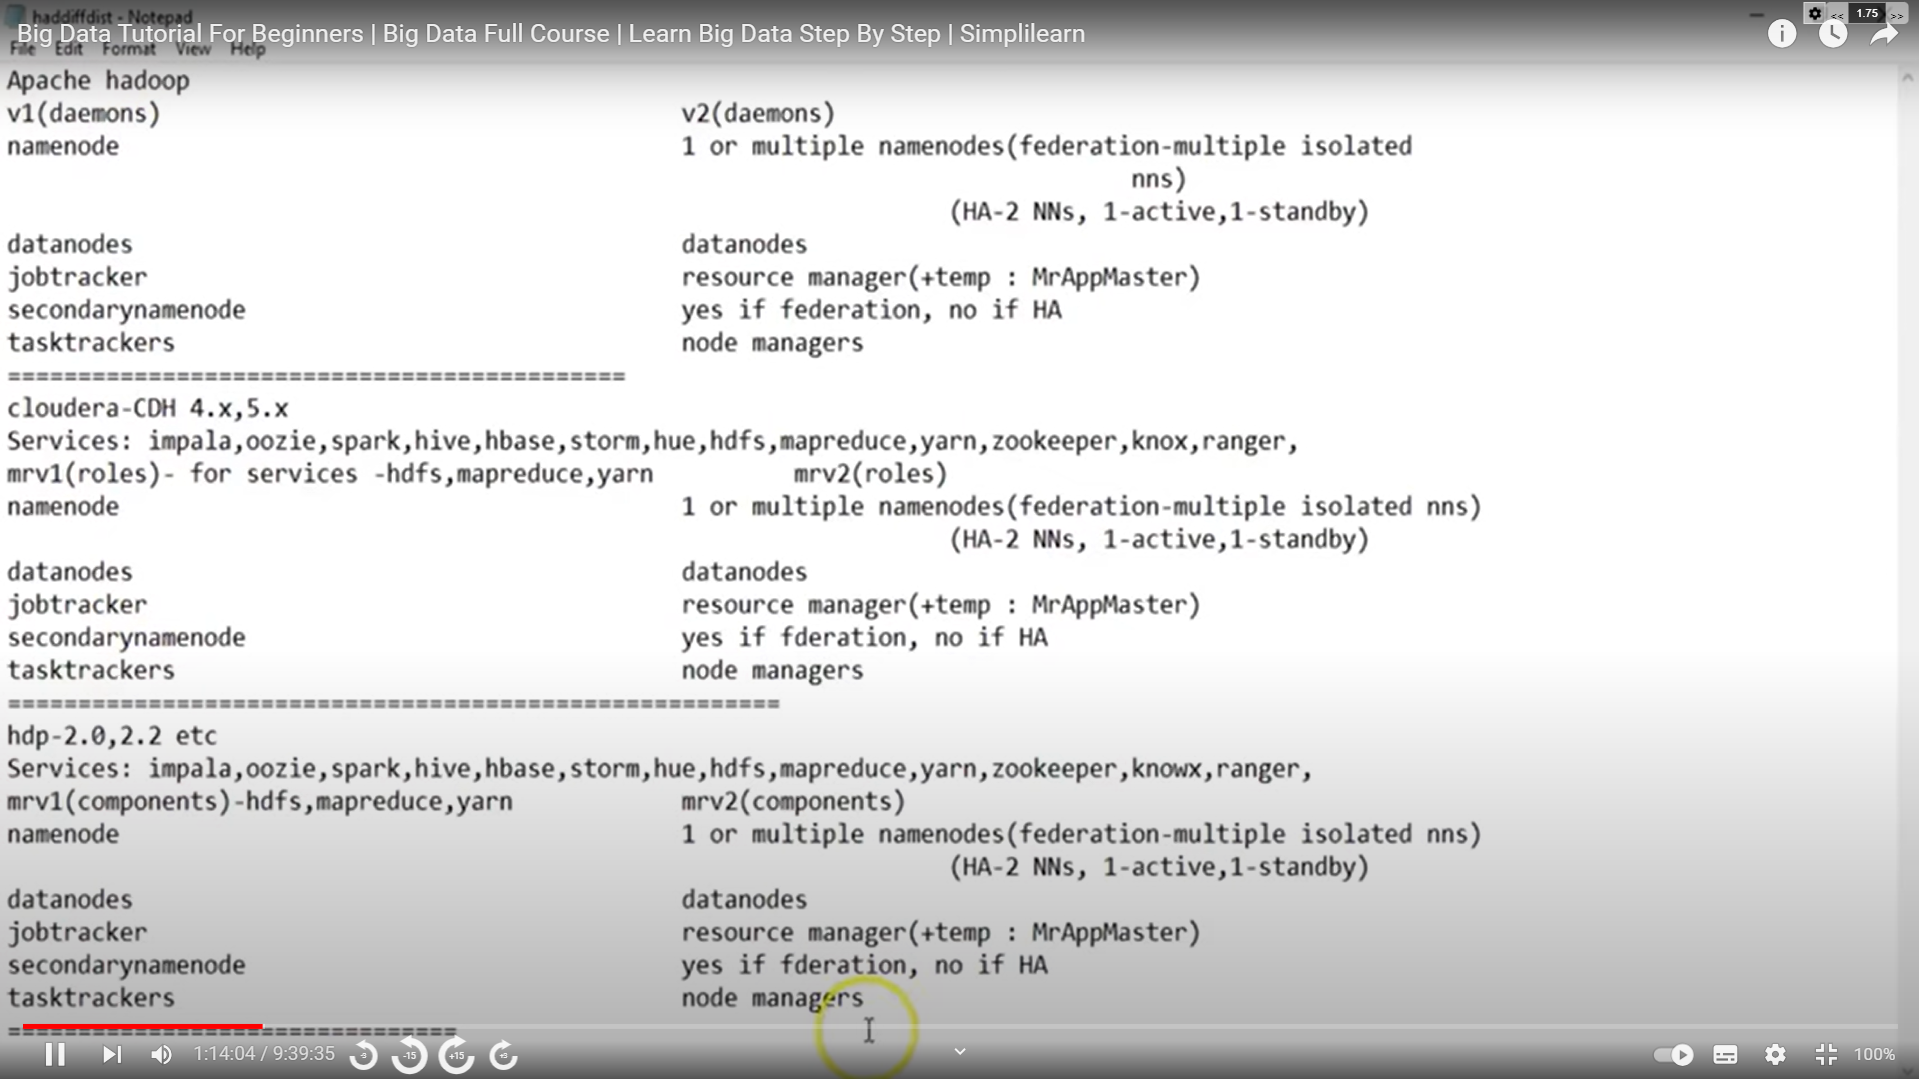 haddiffdist - Notepad
Big Data Tutorial For Beginners | Big Data Full Course | Learn Big Data Step By Step | Simplilearn
<< 1.75 >>
File Edit Format View Help
Apache hadoop
v1(daemons) v2(daemons)
namenode 1 or multiple namenodes(federation-multiple isolated
nns)
(HA-2 NNs, 1-active,1-standby)
datanodes datanodes
jobtracker resource manager(+temp : MrAppMaster)
secondarynamenode yes if federation, no if HA
tasktrackers node managers
============================================
cloudera-CDH 4.x,5.x
Services: impala,oozie,spark,hive,hbase,storm,hue,hdfs,mapreduce,yarn,zookeeper,knox,ranger,
mrv1(roles)- for services -hdfs,mapreduce,yarn mrv2(roles)
namenode 1 or multiple namenodes(federation-multiple isolated nns)
(HA-2 NNs, 1-active,1-standby)
datanodes datanodes
jobtracker resource manager(+temp : MrAppMaster)
secondarynamenode yes if fderation, no if HA
tasktrackers node managers
=======================================================
hdp-2.0,2.2 etc
Services: impala,oozie,spark,hive,hbase,storm,hue,hdfs,mapreduce,yarn,zookeeper,knowx,ranger,
mrv1(components)-hdfs,mapreduce,yarn mrv2(components)
namenode 1 or multiple namenodes(federation-multiple isolated nns)
(HA-2 NNs, 1-active,1-standby)
datanodes datanodes
jobtracker resource manager(+temp : MrAppMaster)
secondarynamenode yes if fderation, no if HA
tasktrackers node managers
================================
1:14:04 / 9:39:35 -15 +15 100%